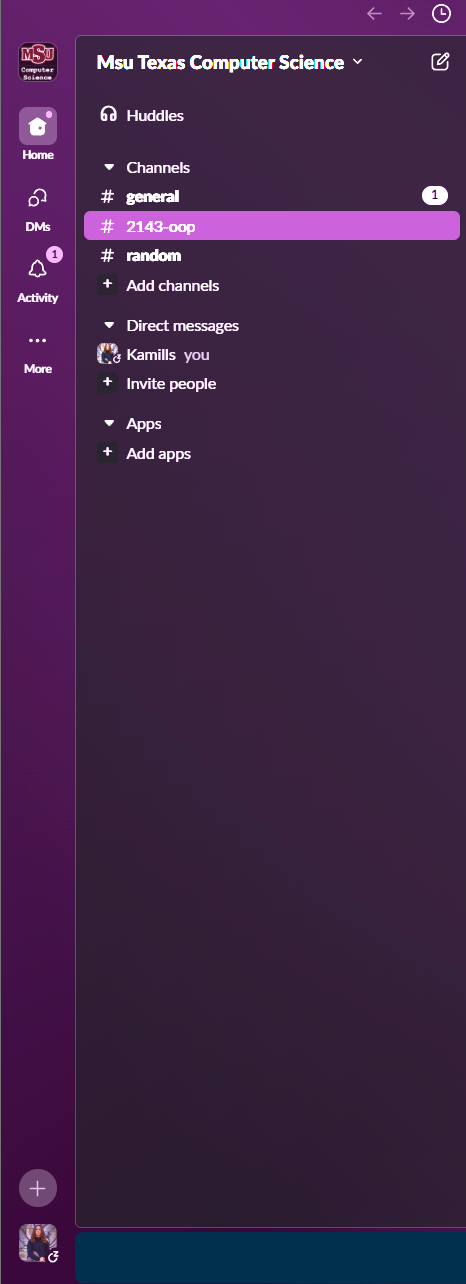 MSU
Computer
Science
Home
DMs
1
Activity
More
Msu Texas Computer Science
Huddles
Channels
# general 1
# 2143-oop
# random
+ Add channels
Direct messages
Kamills you
+ Invite people
Apps
+ Add apps